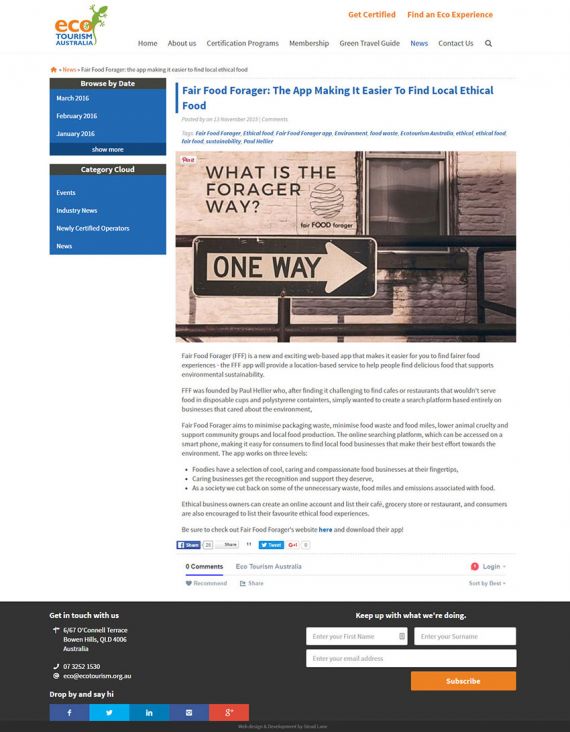 eco
TOURISM
AUSTRALIA
Get Certified
Find an Eco Experience
Home
About us
Certification Programs
Membership
Green Travel Guide
News
Contact Us
» News » Fair Food Forager: the app making it easier to find local ethical food
Browse by Date
March 2016
February 2016
January 2016
show more
Category Cloud
Events
Industry News
Newly Certified Operators
News
Fair Food Forager: The App Making It Easier To Find Local Ethical
Food
Posted by on 13 November 2015 | Comments
Tags: Fair Food Forager, Ethical food, Fair Food Forager app, Environment, food waste, Ecotourism Australia, ethical, ethical food,
fair food, sustainability, Paul Hellier
Pin it
WHAT IS THE
FORAGER
WAY?
fair FOOD forager
ONE WAY
Fair Food Forager (FFF) is a new and exciting web-based app that makes it easier for you to find fairer food
experiences - the FFF app will provide a location-based service to help people find delicious food that supports
environmental sustainability.
FFF was founded by Paul Hellier who, after finding it challenging to find cafes or restaurants that wouldn't serve
food in disposable cups and polystyrene containers, simply wanted to create a search platform based entirely on
businesses that cared about the environment,
Fair Food Forager aims to minimise packaging waste, minimise food waste and food miles, lower animal cruelty and
support community groups and local food production. The online searching platform, which can be accessed on a
smart phone, making it easy for consumers to find local food businesses that make their best effort towards the
environment. The app works on three levels:
• Foodies have a selection of cool, caring and compassionate food businesses at their fingertips,
• Caring businesses get the recognition and support they deserve,
• As a society we cut back on some of the unnecessary waste, food miles and emissions associated with food.
Ethical business owners can create an online account and list their café, grocery store or restaurant, and consumers
are also encouraged to list their favourite ethical food experiences.
Be sure to check out Fair Food Forager's website here and download their app!
Share
Share
Tweet
G+1
0
0 Comments
Eco Tourism Australia
1
Login
Recommend
Share
Sort by Best
Get in touch with us
6/67 O'Connell Terrace
Bowen Hills, QLD 4006
Australia
07 3252 1530
eco@ecotourism.org.au
Drop by and say hi
Keep up with what we're doing.
Enter your First Name
Enter your Surname
Enter your email address
Subscribe
Web design & Development by Stead Lane